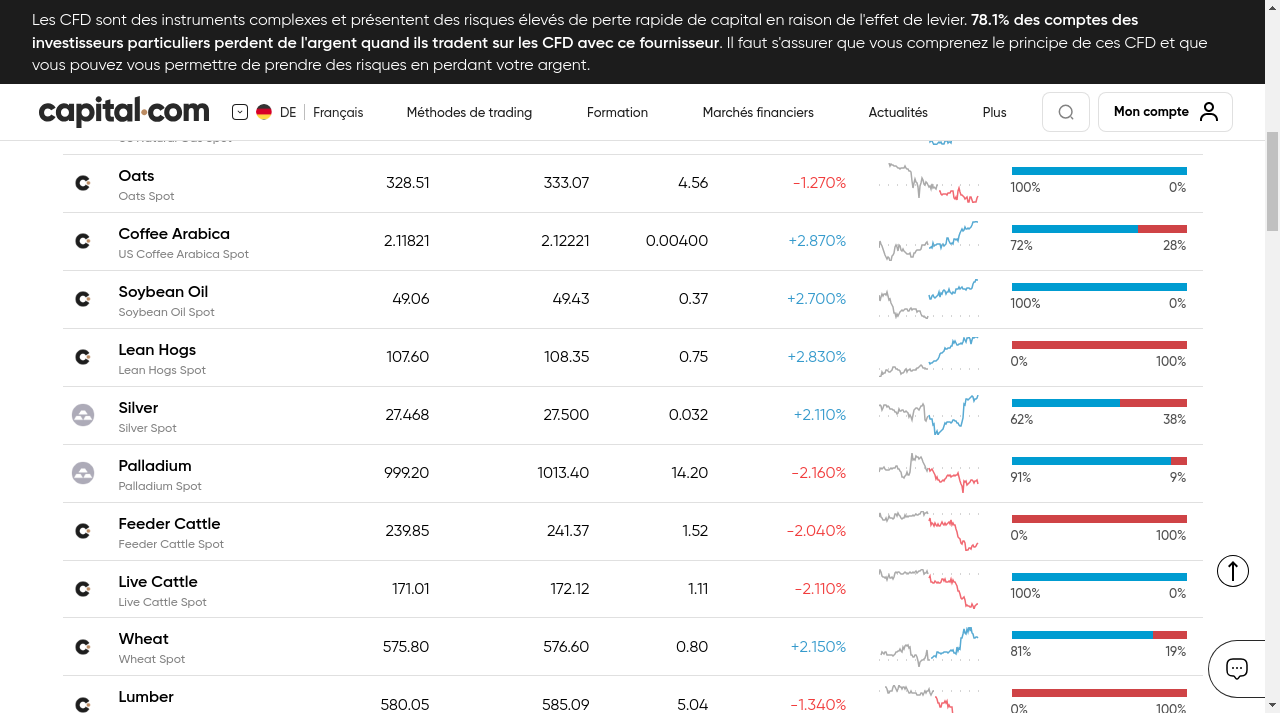 Les CFD sont des instruments complexes et présentent des risques élevés de perte rapide de capital en raison de l'effet de levier. 78.1% des comptes des
investisseurs particuliers perdent de l'argent quand ils tradent sur les CFD avec ce fournisseur. Il faut s'assurer que vous comprenez le principe de ces CFD et que
vous pouvez vous permettre de prendre des risques en perdant votre argent.
capital.com DE Français Méthodes de trading Formation Marchés financiers Actualités Plus Mon compte
US Natural Gas Spot
Oats 328.51 333.07 4.56 -1.270% 100% 0%
Oats Spot
Coffee Arabica 2.11821 2.12221 0.00400 +2.870% 72% 28%
US Coffee Arabica Spot
Soybean Oil 49.06 49.43 0.37 +2.700% 100% 0%
Soybean Oil Spot
Lean Hogs 107.60 108.35 0.75 +2.830% 0% 100%
Lean Hogs Spot
Silver 27.468 27.500 0.032 +2.110% 62% 38%
Silver Spot
Palladium 999.20 1013.40 14.20 -2.160% 91% 9%
Palladium Spot
Feeder Cattle 239.85 241.37 1.52 -2.040% 0% 100%
Feeder Cattle Spot
Live Cattle 171.01 172.12 1.11 -2.110% 100% 0%
Live Cattle Spot
Wheat 575.80 576.60 0.80 +2.150% 81% 19%
Wheat Spot
Lumber 580.05 585.09 5.04 -1.340% 0% 100%